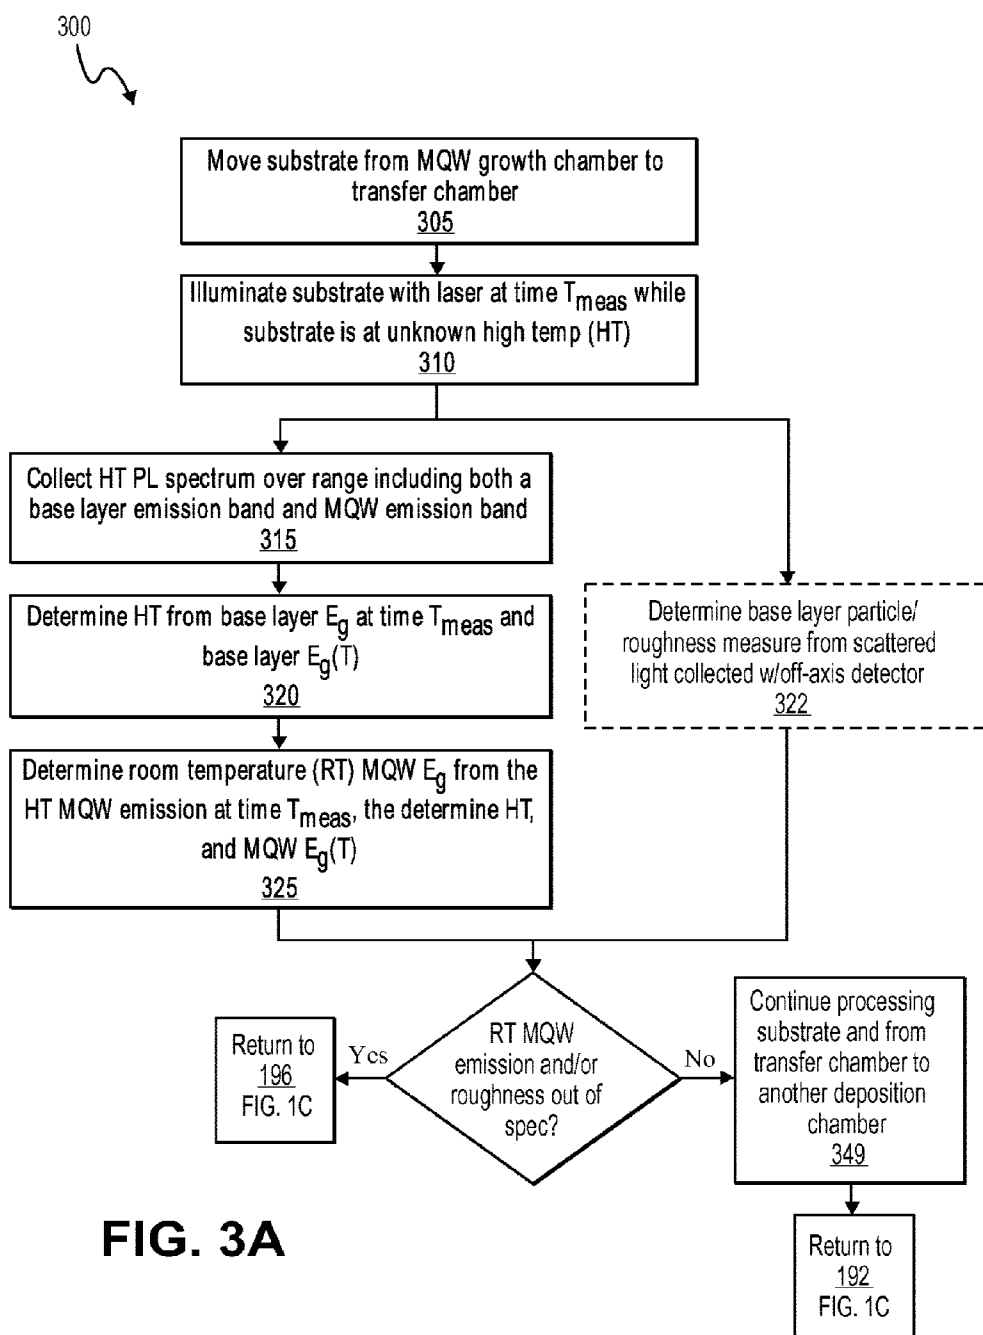 300
Move substrate from MQW growth chamber to
transfer chamber
305
Illuminate substrate with laser at time Tmeas while
substrate is at unknown high temp (HT)
310
Collect HT PL spectrum over range including both a
base layer emission band and MQW emission band
315
Determine HT from base layer Eg at time Tmeas and
base layer Eg(T)
320
Determine base layer particle/
roughness measure from scattered
light collected w/off-axis detector
322
Determine room temperature (RT) MQW Eg from the
HT MQW emission at time Tmeas, the determine HT,
and MQW Eg(T)
325
RT MQW
emission and/or
roughness out of
spec?
Yes
Return to
196
FIG. 1C
No
Continue processing
substrate and from
transfer chamber to
another deposition
chamber
349
Return to
192
FIG. 1C
FIG. 3A